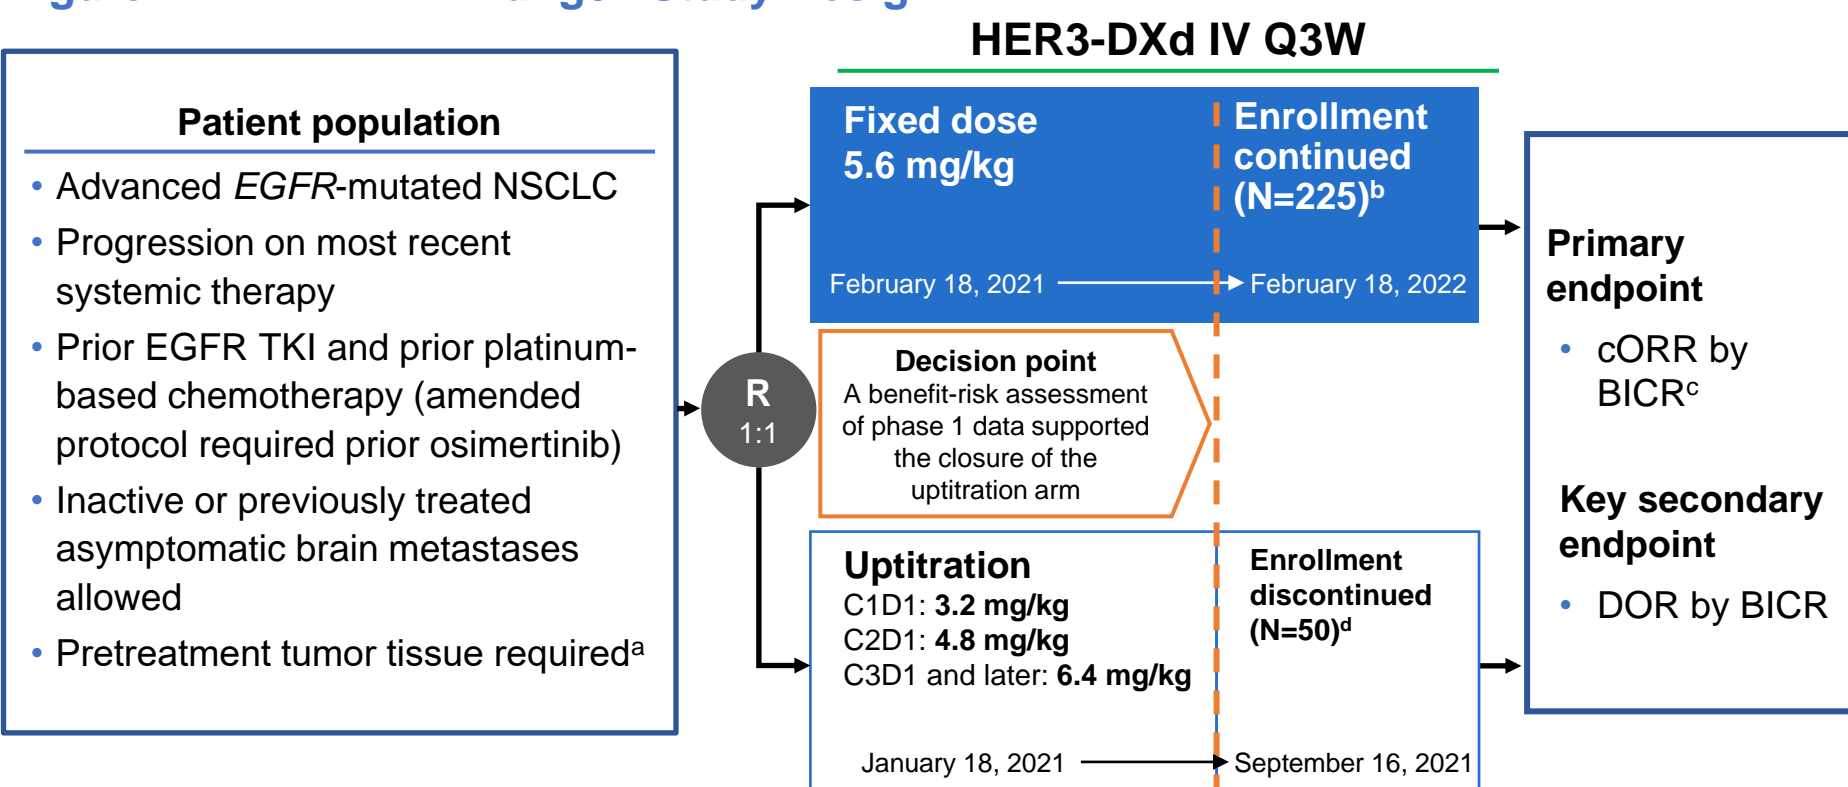 HER3-DXd IV Q3W
Patient population
• Advanced EGFR-mutated NSCLC
• Progression on most recent
systemic therapy
• Prior EGFR TKI and prior platinum-
based chemotherapy (amended
protocol required prior osimertinib)
• Inactive or previously treated
asymptomatic brain metastases
allowed
• Pretreatment tumor tissue requiredᵃ
R
1:1
Fixed dose
5.6 mg/kg
Enrollment
continued
(N=225)ᵇ
February 18, 2021
February 18, 2022
Decision point
A benefit-risk assessment
of phase 1 data supported
the closure of the
uptitration arm
Uptitration
C1D1: 3.2 mg/kg
C2D1: 4.8 mg/kg
C3D1 and later: 6.4 mg/kg
Enrollment
discontinued
(N=50)ᵈ
January 18, 2021
September 16, 2021
Primary
endpoint
• cORR by
BICRᶜ
Key secondary
endpoint
• DOR by BICR